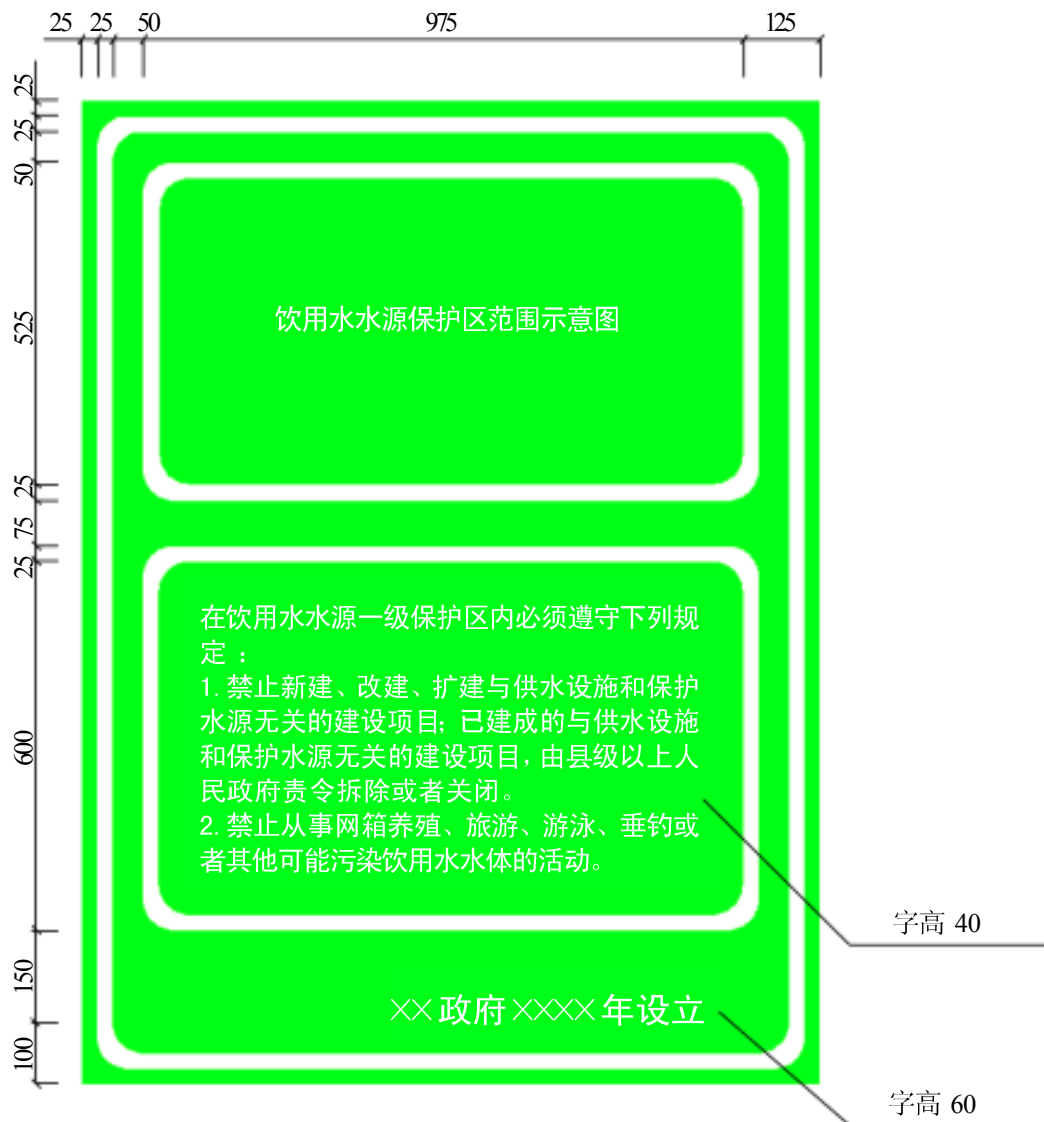 25 25 50 975 125
25
25
50
525
饮用水水源保护区范围示意图
25
75
25
在饮用水水源一级保护区内必须遵守下列规
定：
1. 禁止新建、改建、扩建与供水设施和保护
水源无关的建设项目; 已建成的与供水设施
600
和保护水源无关的建设项目, 由县级以上人
民政府责令拆除或者关闭。
2. 禁止从事网箱养殖、旅游、游泳、垂钓或
者其他可能污染饮用水水体的活动。
字高 40
150
××政府××××年设立
100
字高 60